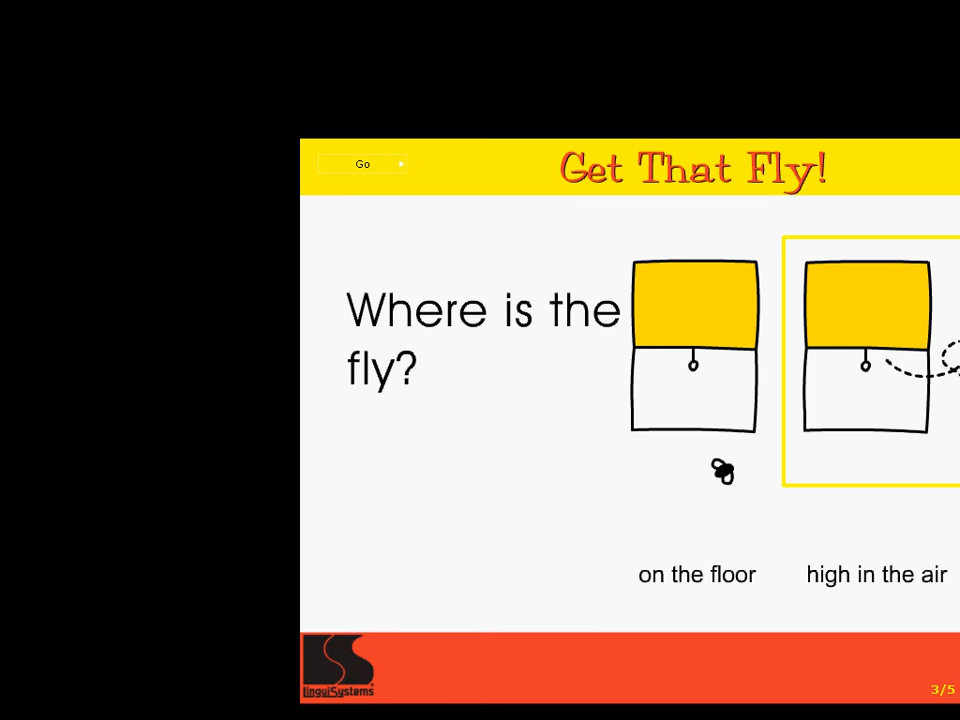 Go
Get That Fly!
Where is the
fly?
on the floor
high in the air
LinguiSystems
3/5